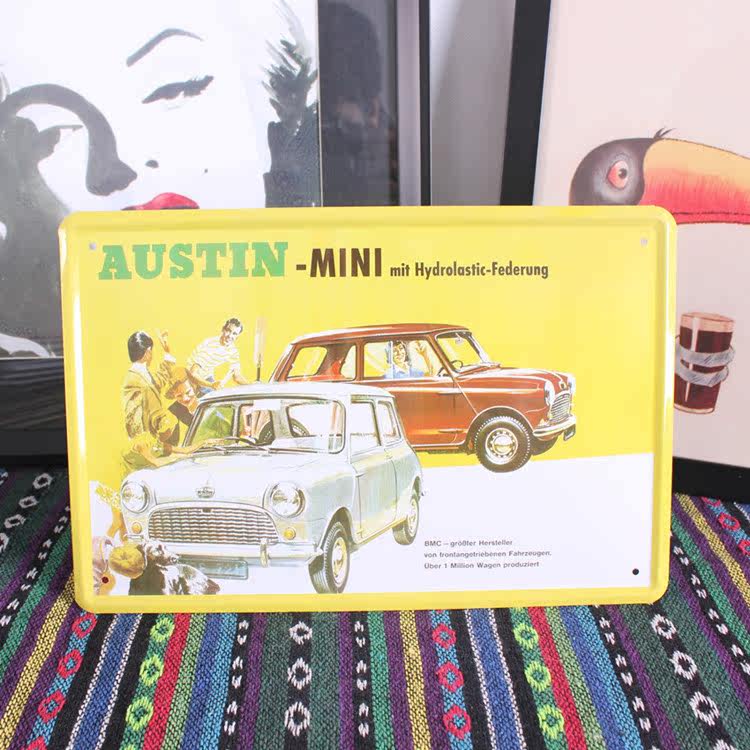 AUSTIN -MINI mit Hydrolastic-Federung
BMC – größter Hersteller
von frontangetriebenen Fahrzeugen.
Über 1 Million Wagen produziert